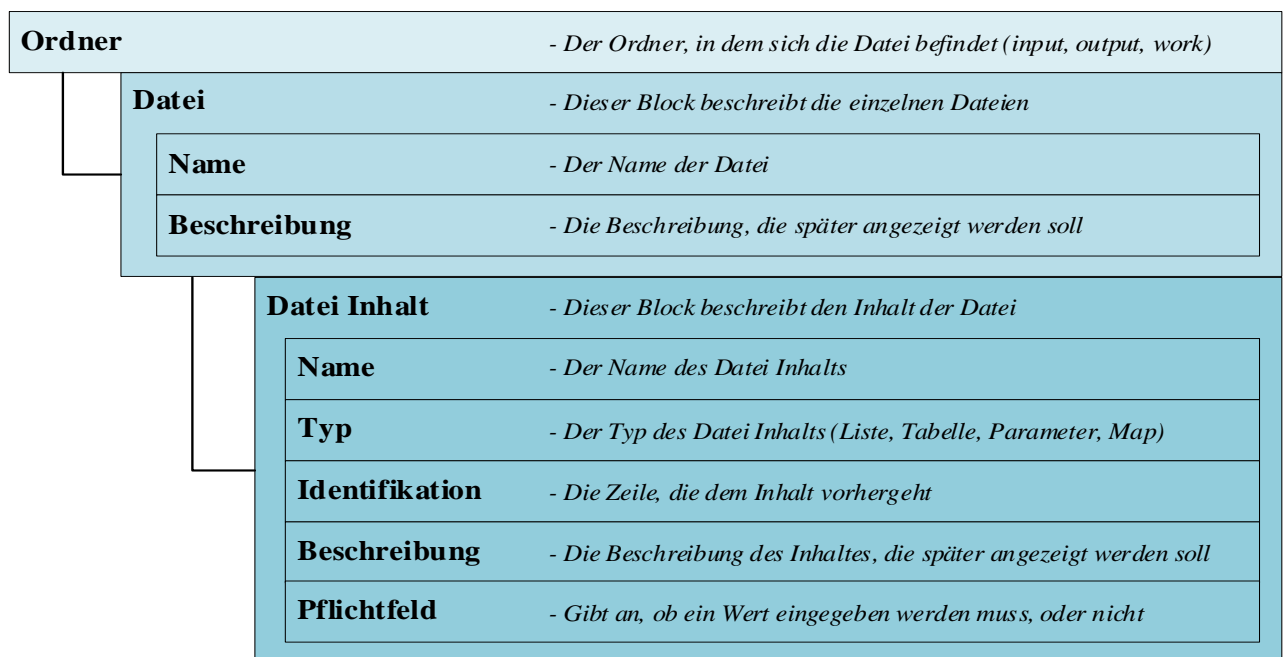 Ordner - Der Ordner, in dem sich die Datei befindet (input, output, work)
Datei - Dieser Block beschreibt die einzelnen Dateien
Name - Der Name der Datei
Beschreibung - Die Beschreibung, die später angezeigt werden soll
Datei Inhalt - Dieser Block beschreibt den Inhalt der Datei
Name - Der Name des Datei Inhalts
Typ - Der Typ des Datei Inhalts (Liste, Tabelle, Parameter, Map)
Identifikation - Die Zeile, die dem Inhalt vorhergeht
Beschreibung - Die Beschreibung des Inhaltes, die später angezeigt werden soll
Pflichtfeld - Gibt an, ob ein Wert eingegeben werden muss, oder nicht